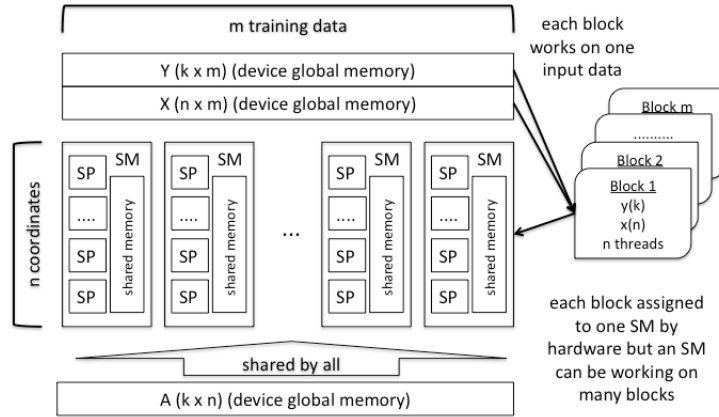 m training data
each block
works on one
input data
Y (k x m) (device global memory)
X (n x m) (device global memory)
Block m
..........
Block 2
Block 1
y(k)
x(n)
n threads
n coordinates
SM
SP
....
SP
SP
shared memory
SM
SP
....
SP
SP
shared memory
...
SM
SP
....
SP
SP
shared memory
SM
SP
....
SP
SP
shared memory
each block assigned
to one SM by
hardware but an SM
can be working on
many blocks
shared by all
A (k x n) (device global memory)